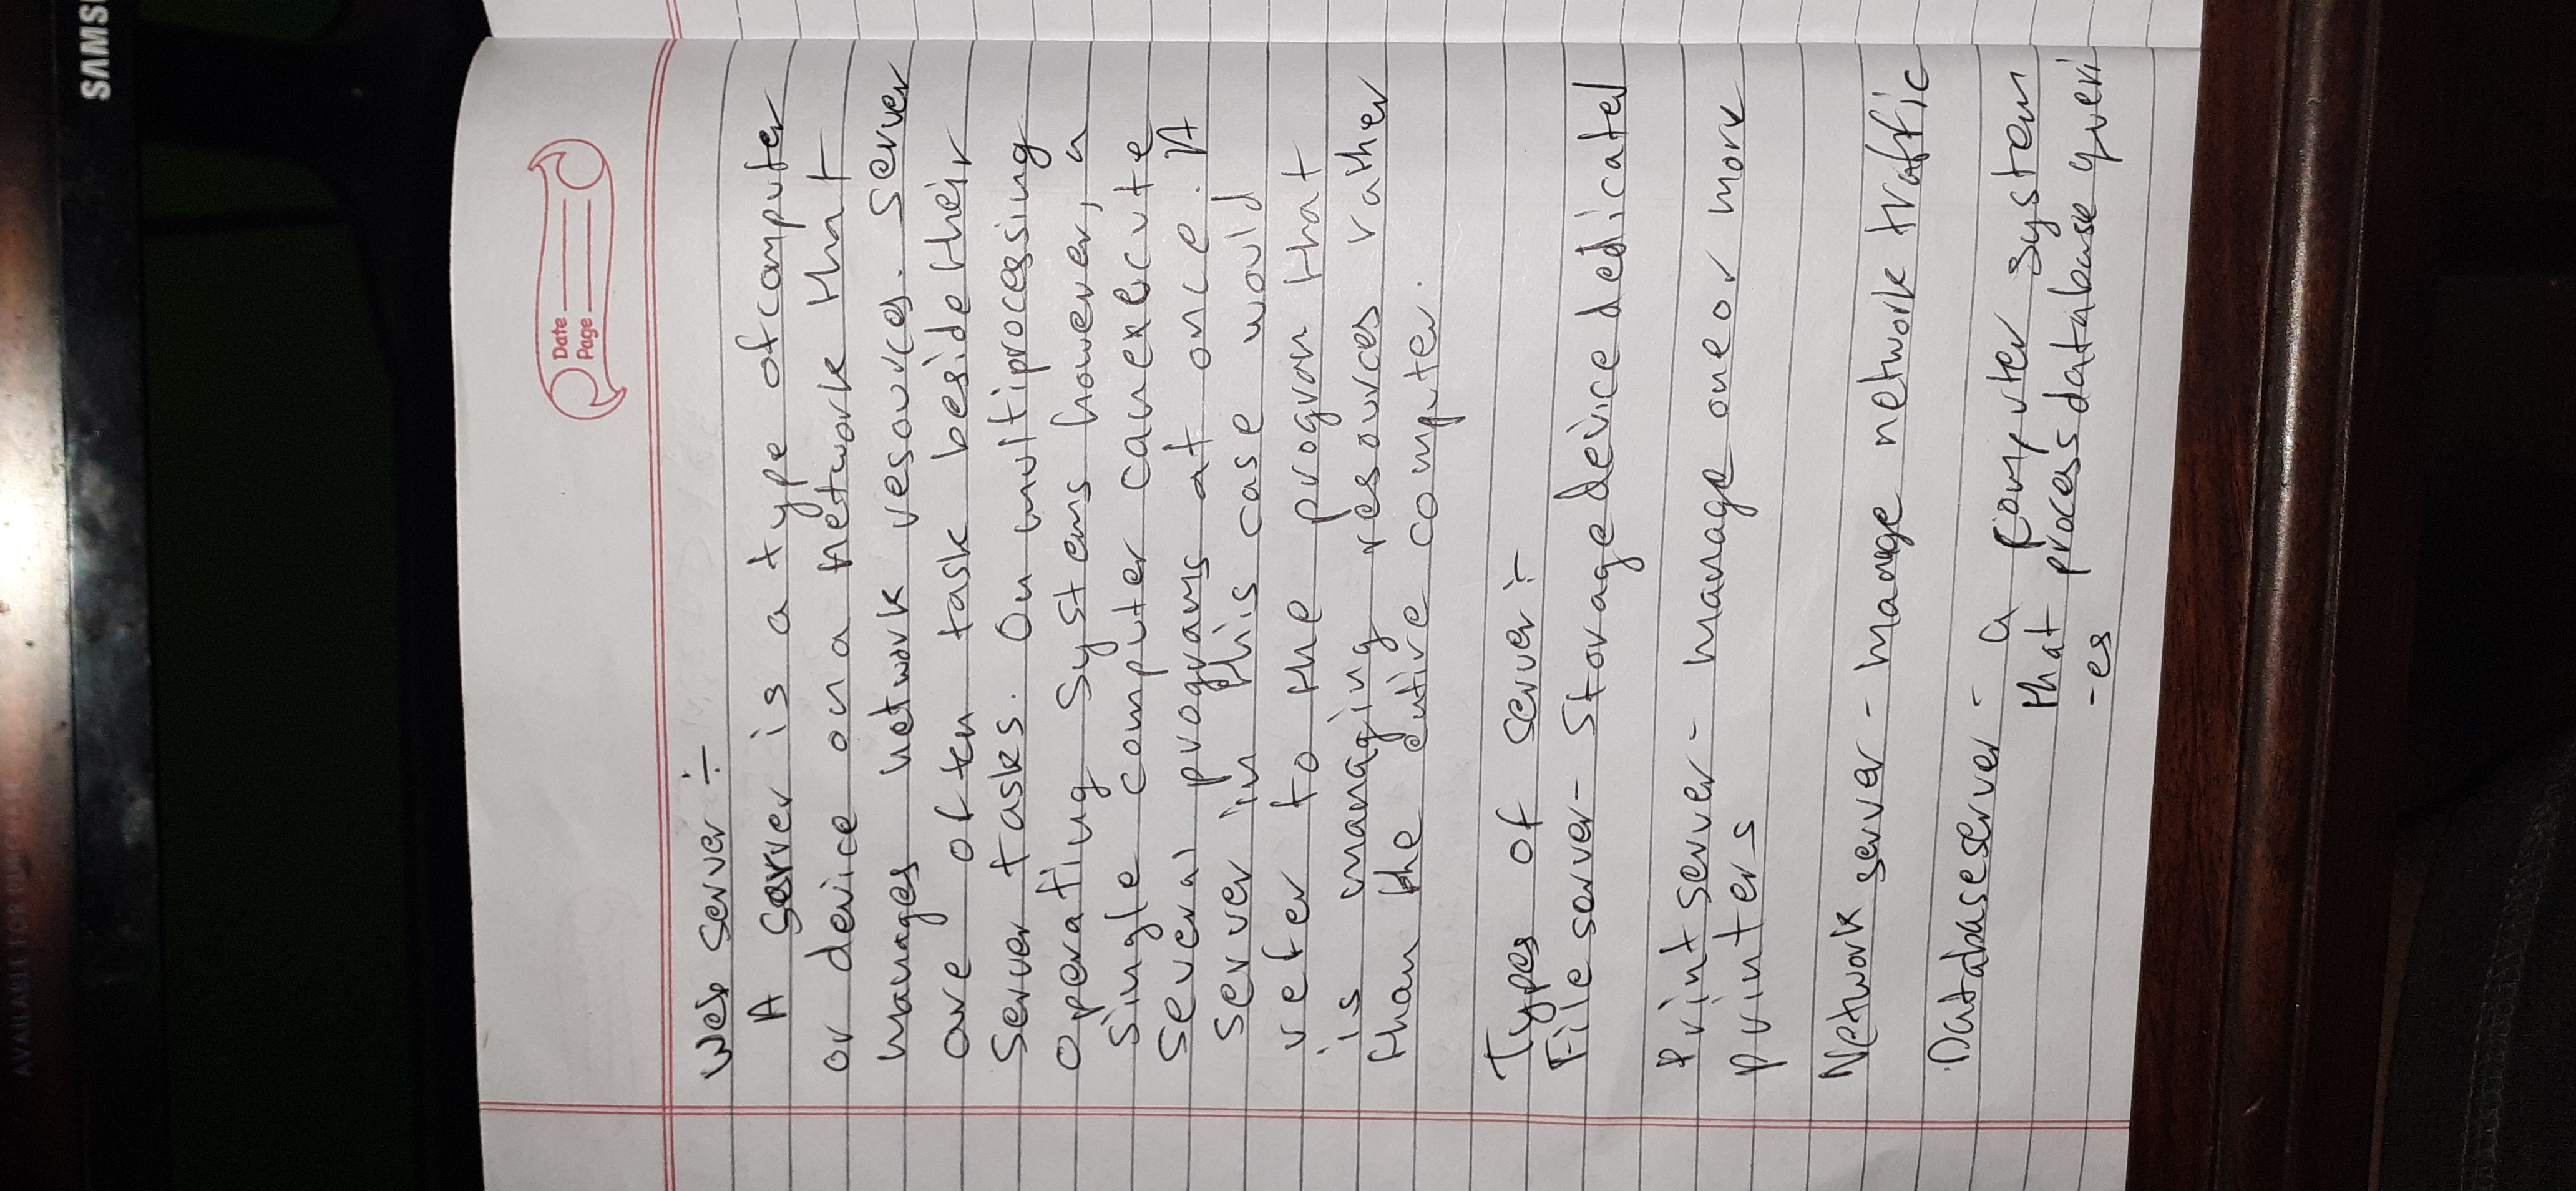 AVAILABLE FOR PURCHASE
SAMS
Date
Page
Web server ÷
A server is a type of computer
or device on a network that
manages network resources. Server
are often task beside their
Server tasks. On multiprocessing
operating systems however, a
single computer can execute
several programs at once. A
server in this case would
refer to the program that
is managing resources rather
than the entire computer.
Types of server :-
File server - Storage device dedicated
Print server - manage one or more
printers
Network server - manage network traffic
Database server - a computer system
that process database queri
-es